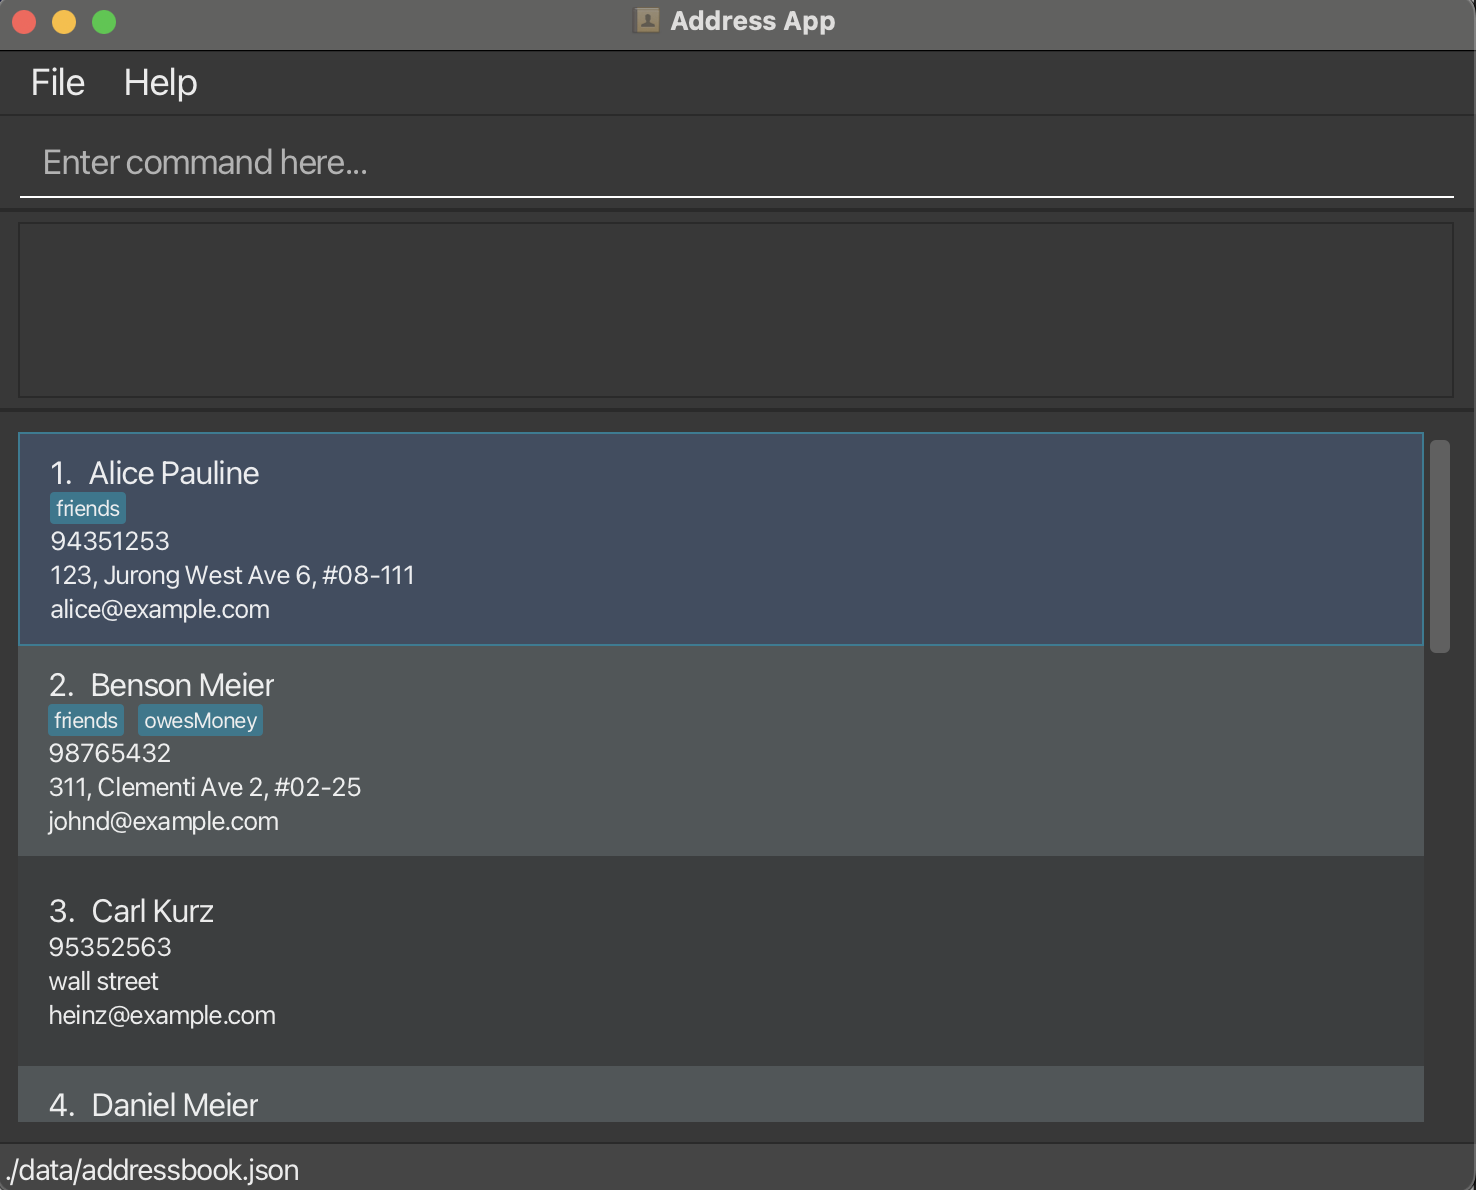 Address App
File Help
Enter command here...
1. Alice Pauline
friends
94351253
123, Jurong West Ave 6, #08-111
alice@example.com
2. Benson Meier
friends owesMoney
98765432
311, Clementi Ave 2, #02-25
johnd@example.com
3. Carl Kurz
95352563
wall street
heinz@example.com
4. Daniel Meier
./data/addressbook.json